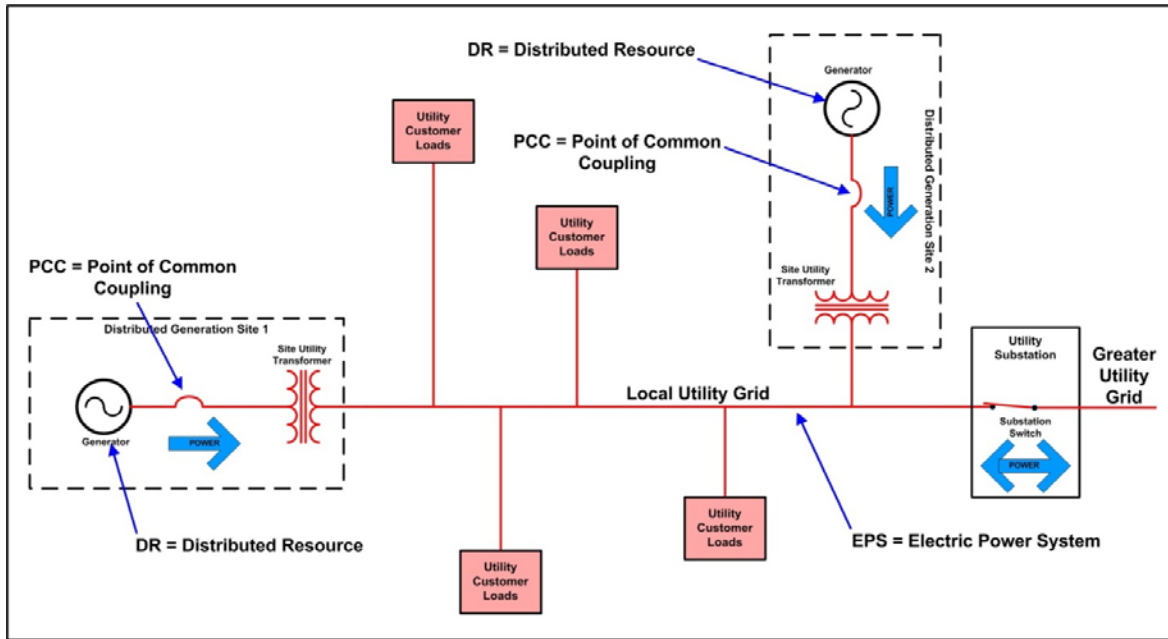 DR = Distributed Resource
Generator
Distributed Generation Site 2
PCC = Point of Common
Coupling
POWER
Site Utility
Transformer
Utility
Customer
Loads
Utility
Customer
Loads
PCC = Point of Common
Coupling
Distributed Generation Site 1
Site Utility
Transformer
Generator
POWER
DR = Distributed Resource
Local Utility Grid
Utility
Substation
Greater
Utility
Grid
Substation
Switch
POWER
Utility
Customer
Loads
Utility
Customer
Loads
EPS = Electric Power System